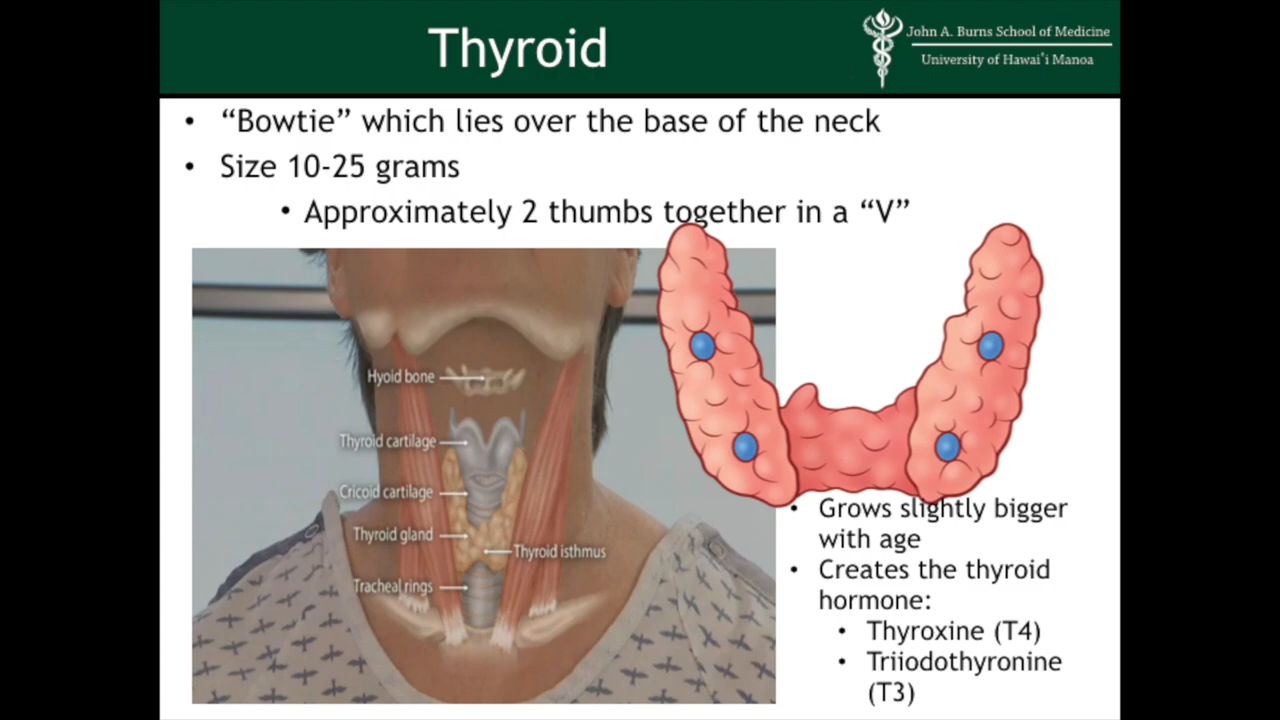 Thyroid
John A. Burns School of Medicine
University of Hawaiʻi Manoa
• “Bowtie” which lies over the base of the neck
• Size 10-25 grams
• Approximately 2 thumbs together in a “V”
Hyoid bone
Thyroid cartilage
Cricoid cartilage
Thyroid gland
Thyroid isthmus
Tracheal rings
• Grows slightly bigger
with age
• Creates the thyroid
hormone:
• Thyroxine (T4)
• Triiodothyronine
(T3)